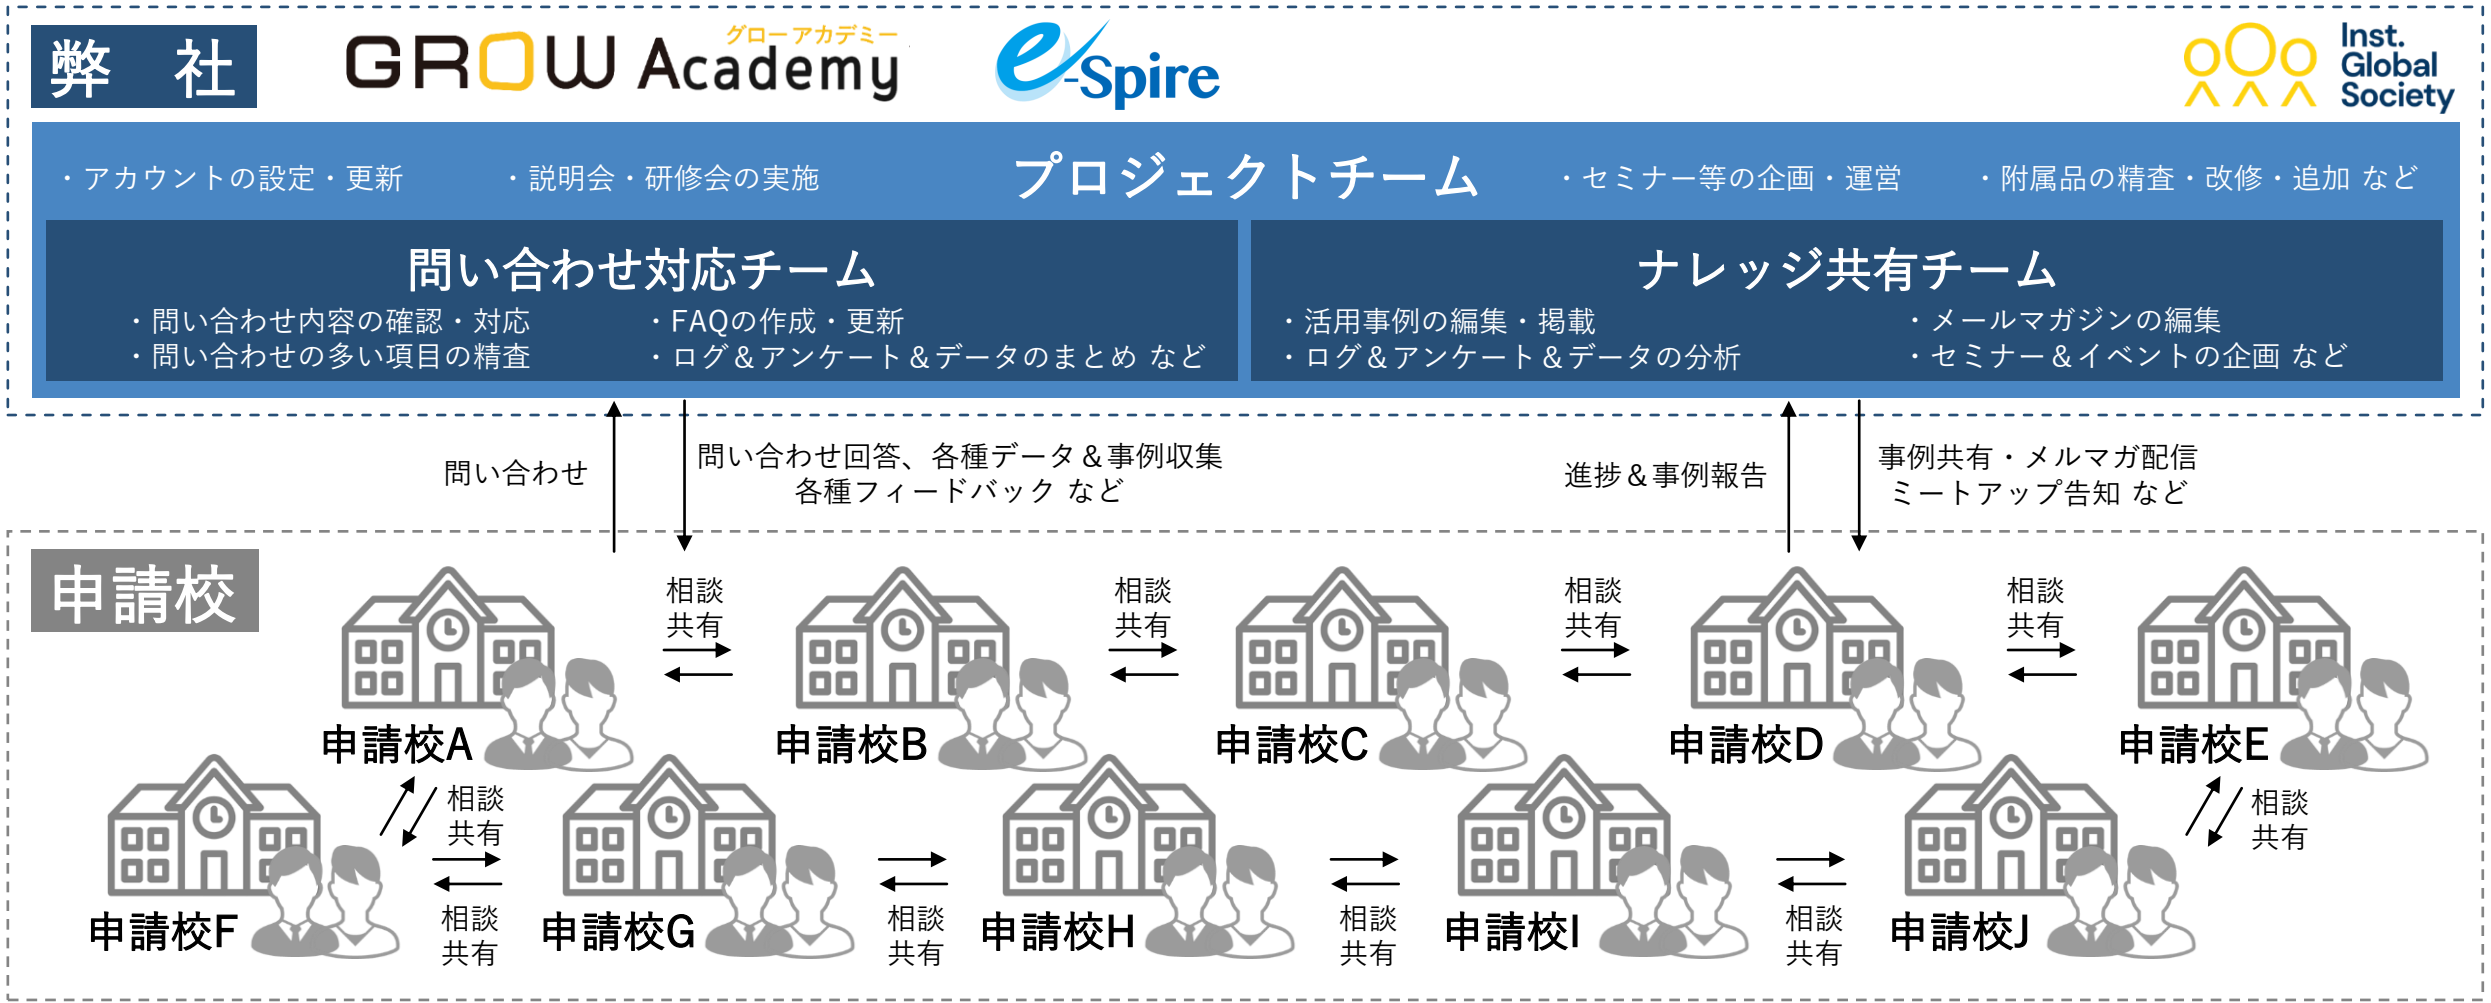 弊　社
グローアカデミー
GROW Academy
e-Spire
Inst.
Global
Society
・アカウントの設定・更新
・説明会・研修会の実施
プロジェクトチーム
・セミナー等の企画・運営
・附属品の精査・改修・追加 など
問い合わせ対応チーム
・問い合わせ内容の確認・対応
・FAQの作成・更新
・問い合わせの多い項目の精査
・ログ＆アンケート＆データのまとめ など
ナレッジ共有チーム
・活用事例の編集・掲載
・メールマガジンの編集
・ログ＆アンケート＆データの分析
・セミナー＆イベントの企画 など
問い合わせ
問い合わせ回答、各種データ＆事例収集
各種フィードバック など
進捗＆事例報告
事例共有・メルマガ配信
ミートアップ告知 など
申請校
相談
共有
相談
共有
相談
共有
相談
共有
申請校A
申請校B
申請校C
申請校D
申請校E
相談
共有
相談
共有
申請校F
相談
共有
申請校G
相談
共有
申請校H
相談
共有
申請校I
相談
共有
申請校J